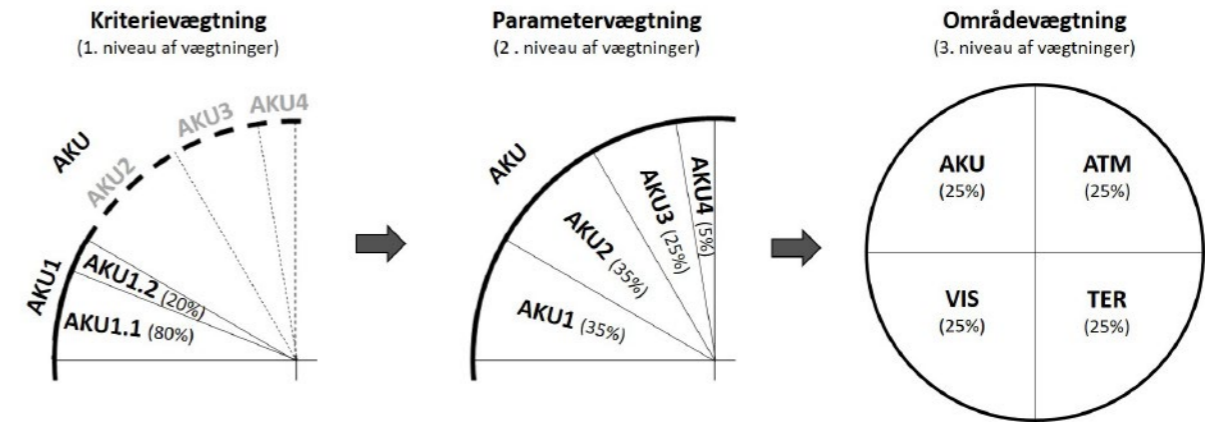 Kriterievægtning
(1. niveau af vægtninger)
AKU
AKU1
AKU2
AKU3
AKU4
AKU1.2 (20%)
AKU1.1 (80%)
Parametervægtning
(2 . niveau af vægtninger)
AKU
AKU1 (35%)
AKU2 (35%)
AKU3 (25%)
AKU4 (5%)
Områdevægtning
(3. niveau af vægtninger)
AKU
(25%)
ATM
(25%)
VIS
(25%)
TER
(25%)